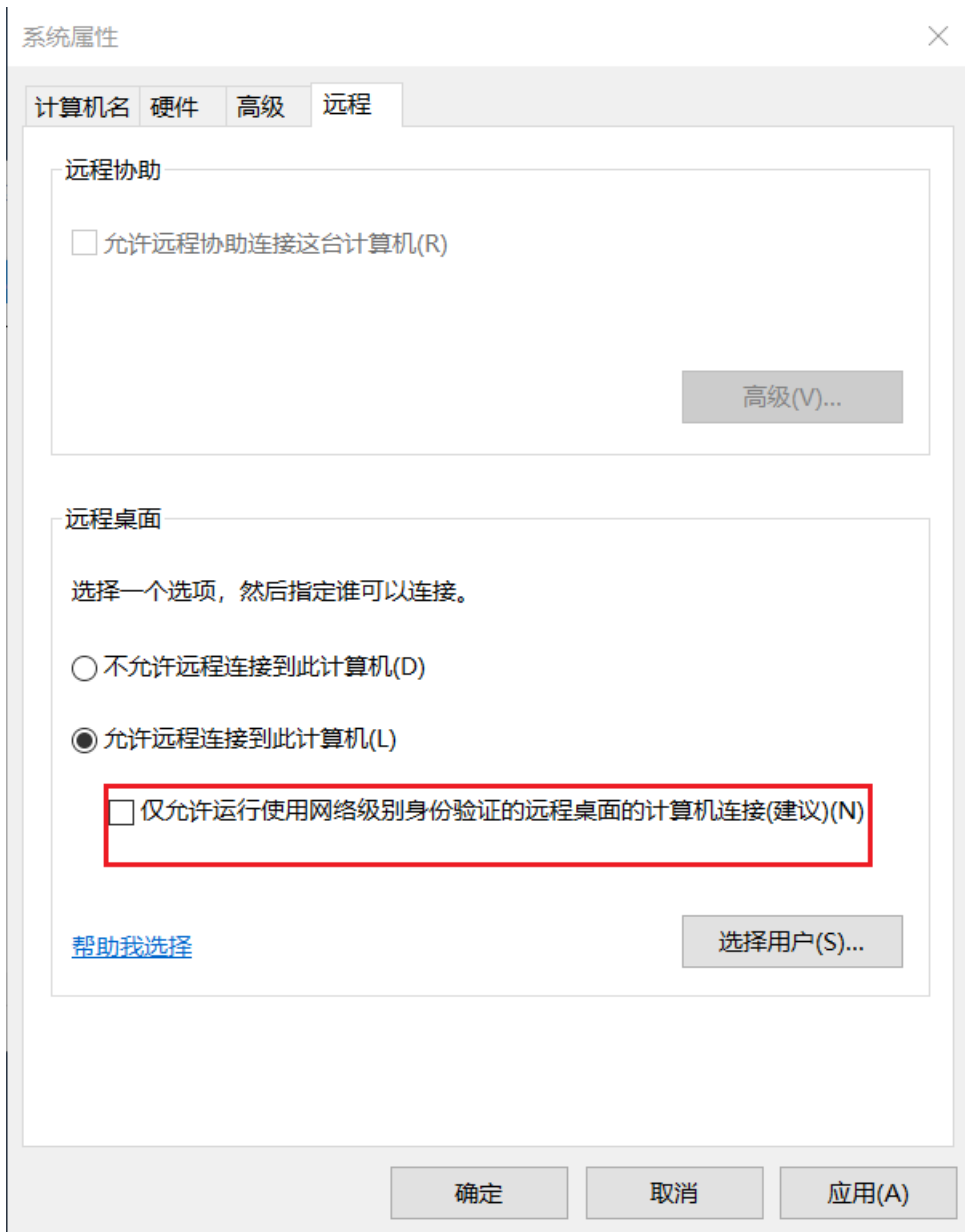 系统属性
计算机名 硬件 高级 远程
远程协助
允许远程协助连接这台计算机(R)
高级(V)...
远程桌面
选择一个选项，然后指定谁可以连接。
不允许远程连接到此计算机(D)
允许远程连接到此计算机(L)
仅允许运行使用网络级别身份验证的远程桌面的计算机连接(建议)(N)
帮助我选择
选择用户(S)...
确定 取消 应用(A)